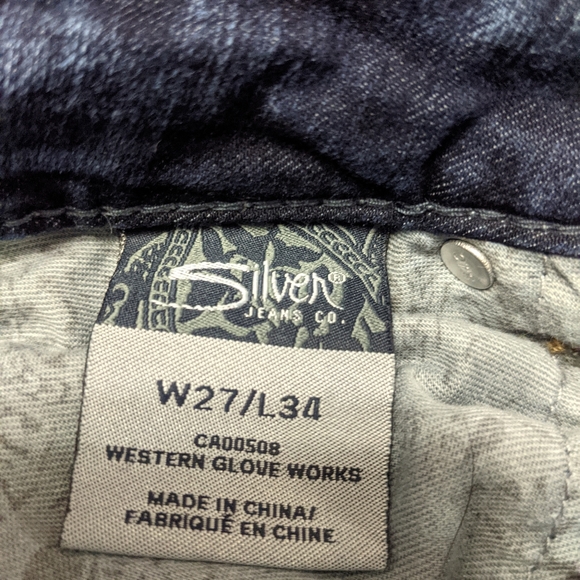 Silver®
JEANS CO.
W27/L34
CA00508
WESTERN GLOVE WORKS
MADE IN CHINA/
FABRIQUÉ EN CHINE